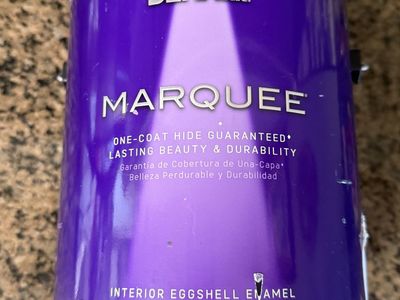 MARQUEE®
ONE-COAT HIDE GUARANTEED*
LASTING BEAUTY & DURABILITY
Garantía de Cobertura de Una-Capa*
Belleza Perdurable y Durabilidad
INTERIOR EGGSHELL ENAMEL